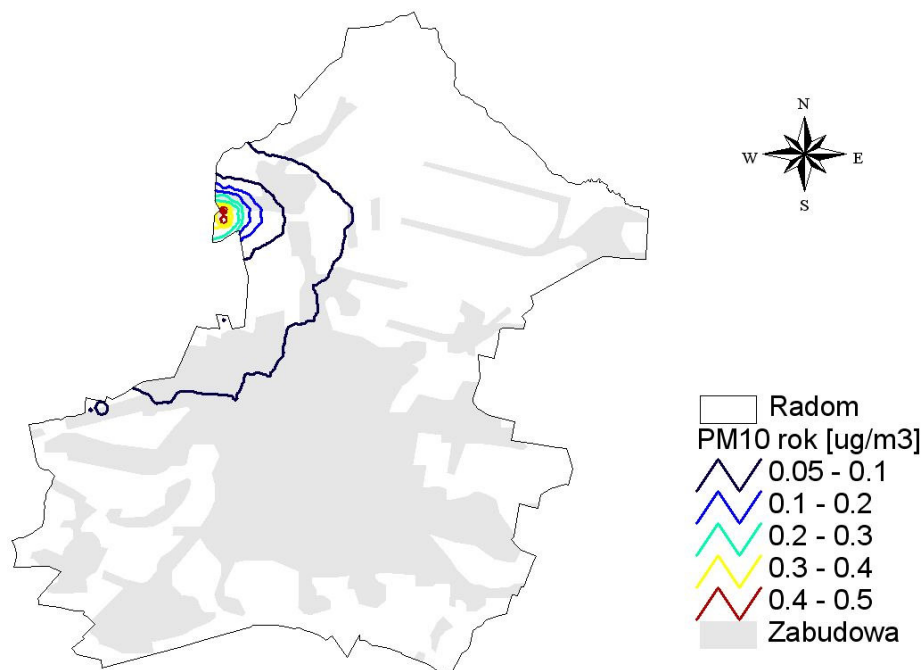 N
W E
S
Radom
PM10 rok [ug/m3]
0.05 - 0.1
0.1 - 0.2
0.2 - 0.3
0.3 - 0.4
0.4 - 0.5
Zabudowa